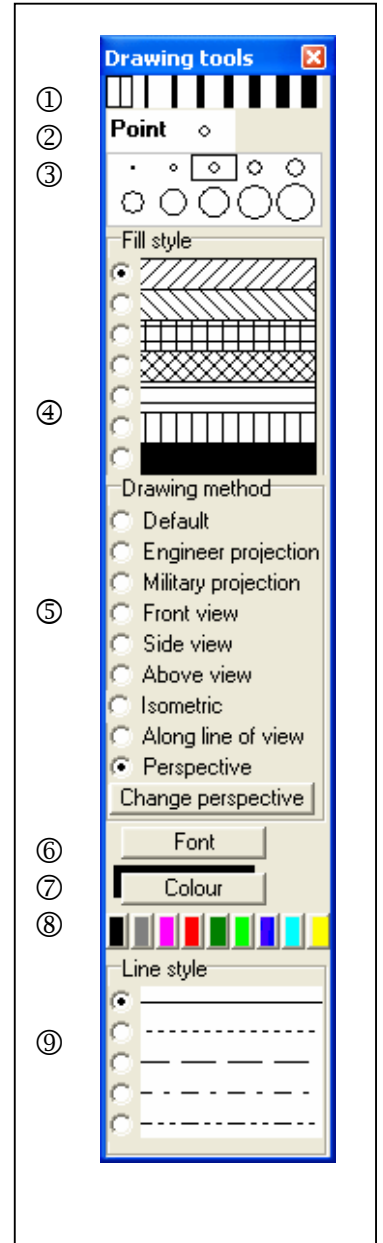 Drawing tools
①
② Point
③
Fill style
④
Drawing method
Default
Engineer projection
Military projection
⑤ Front view
Side view
Above view
Isometric
Along line of view
Perspective
Change perspective
⑥ Font
⑦ Colour
⑧
Line style
⑨